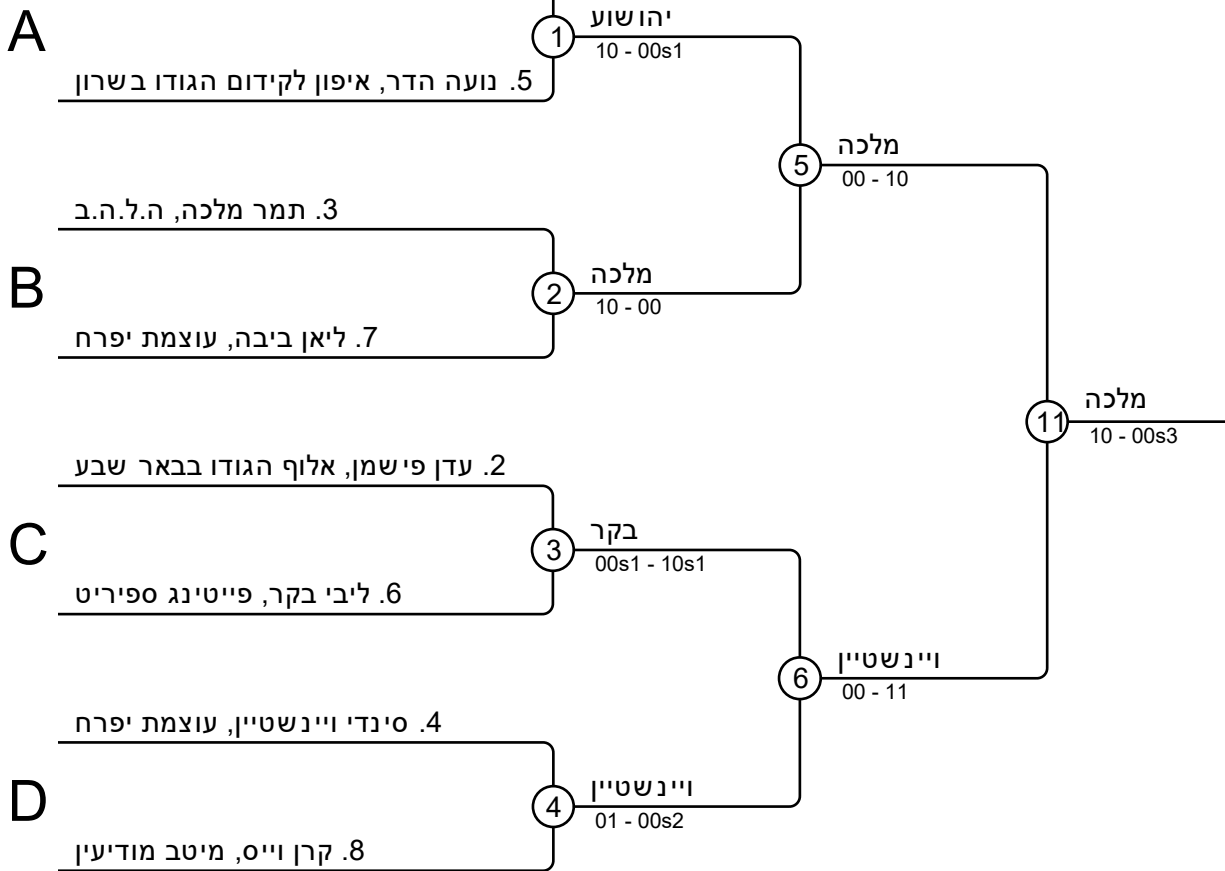 A
1
יהושוע
10 - 00s1
5. נועה הדר, איפון לקידום הגודו בשרון
5
מלכה
00 - 10
3. תמר מלכה, ה.ל.ה.ב
B
2
מלכה
10 - 00
7. ליאן ביבה, עוצמת יפרח
11
מלכה
10 - 00s3
2. עדן פישמן, אלוף הגודו בבאר שבע
C
3
בקר
00s1 - 10s1
6. ליבי בקר, פייטינג ספיריט
6
ויינשטיין
00 - 11
4. סינדי ויינשטיין, עוצמת יפרח
D
4
ויינשטיין
01 - 00s2
8. קרן וייס, מיטב מודיעין